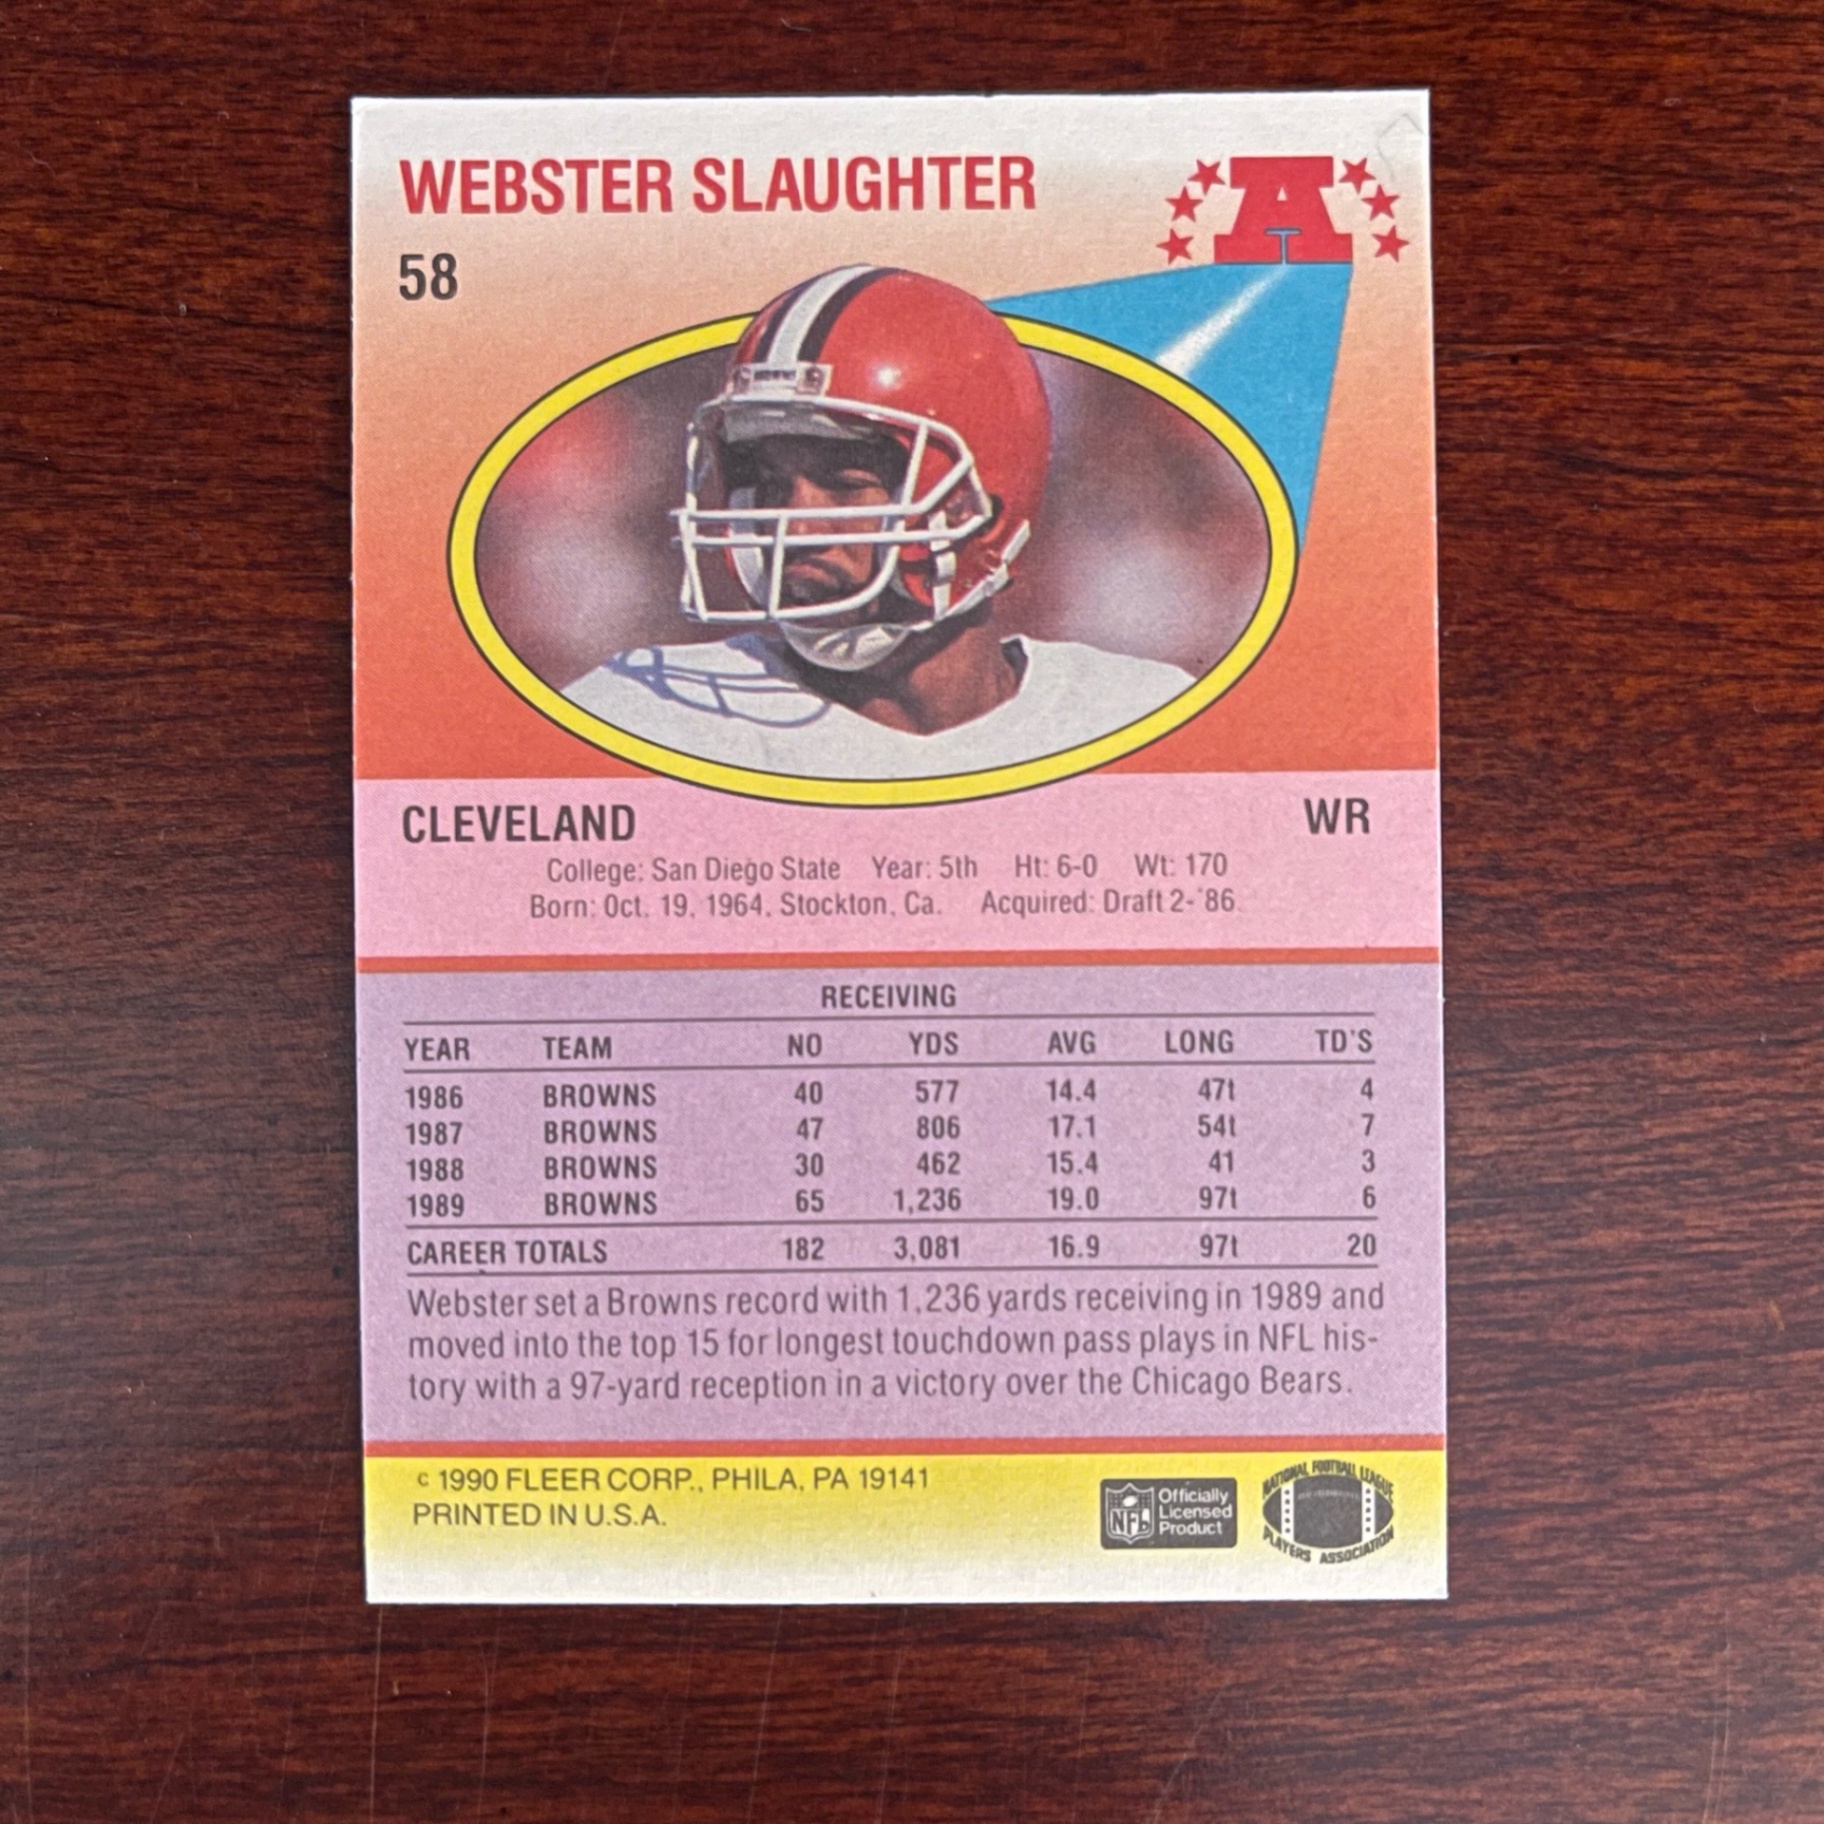 WEBSTER SLAUGHTER
A
58
BROWNS
CLEVELAND WR
College: San Diego State Year: 5th Ht: 6-0 Wt: 170
Born: Oct. 19, 1964, Stockton, Ca. Acquired: Draft 2-'86.
RECEIVING
YEAR TEAM NO YDS AVG LONG TD'S
1986 BROWNS 40 577 14.4 47t 4
1987 BROWNS 47 806 17.1 54t 7
1988 BROWNS 30 462 15.4 41 3
1989 BROWNS 65 1,236 19.0 97t 6
CAREER TOTALS 182 3,081 16.9 97t 20
Webster set a Browns record with 1,236 yards receiving in 1989 and
moved into the top 15 for longest touchdown pass plays in NFL his-
tory with a 97-yard reception in a victory over the Chicago Bears.
c 1990 FLEER CORP., PHILA, PA 19141
PRINTED IN U.S.A.
NFL
Officially
Licensed
Product
NATIONAL FOOTBALL LEAGUE
PLAYERS ASSOCIATION